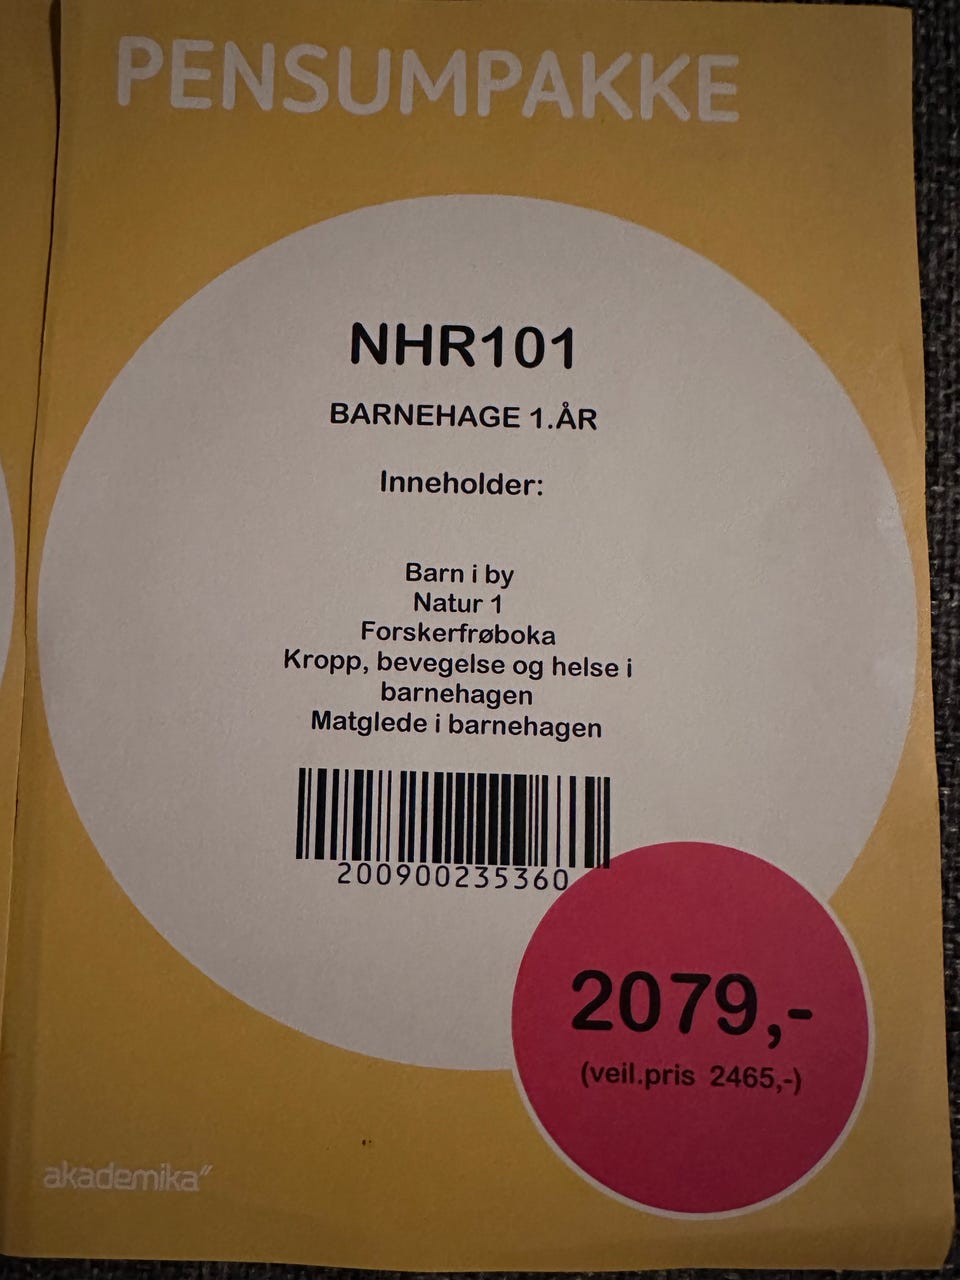 PENSUMPAKKE
NHR101
BARNEHAGE 1.ÅR
Inneholder:
Barn i by
Natur 1
Forskerfrøboka
Kropp, bevegelse og helse i
barnehagen
Matglede i barnehagen
200900235360
2079,-
(veil.pris 2465,-)
akademika"